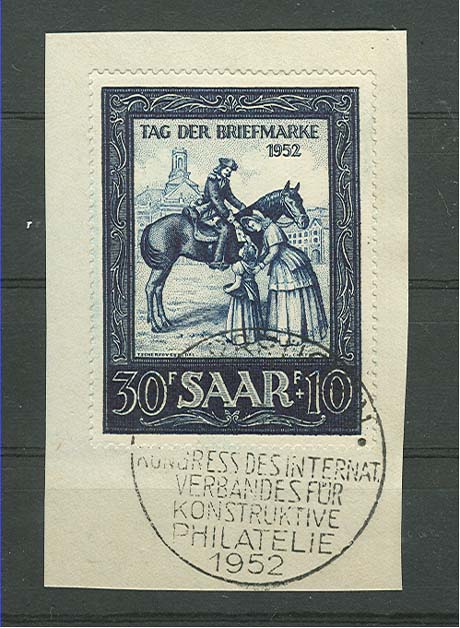 TAG DER BRIEFMARKE
1952
30F SAAR F+10
KONGRESS DES INTERNAT.
VERBANDES FÜR
KONSTRUKTIVE
PHILATELIE
1952